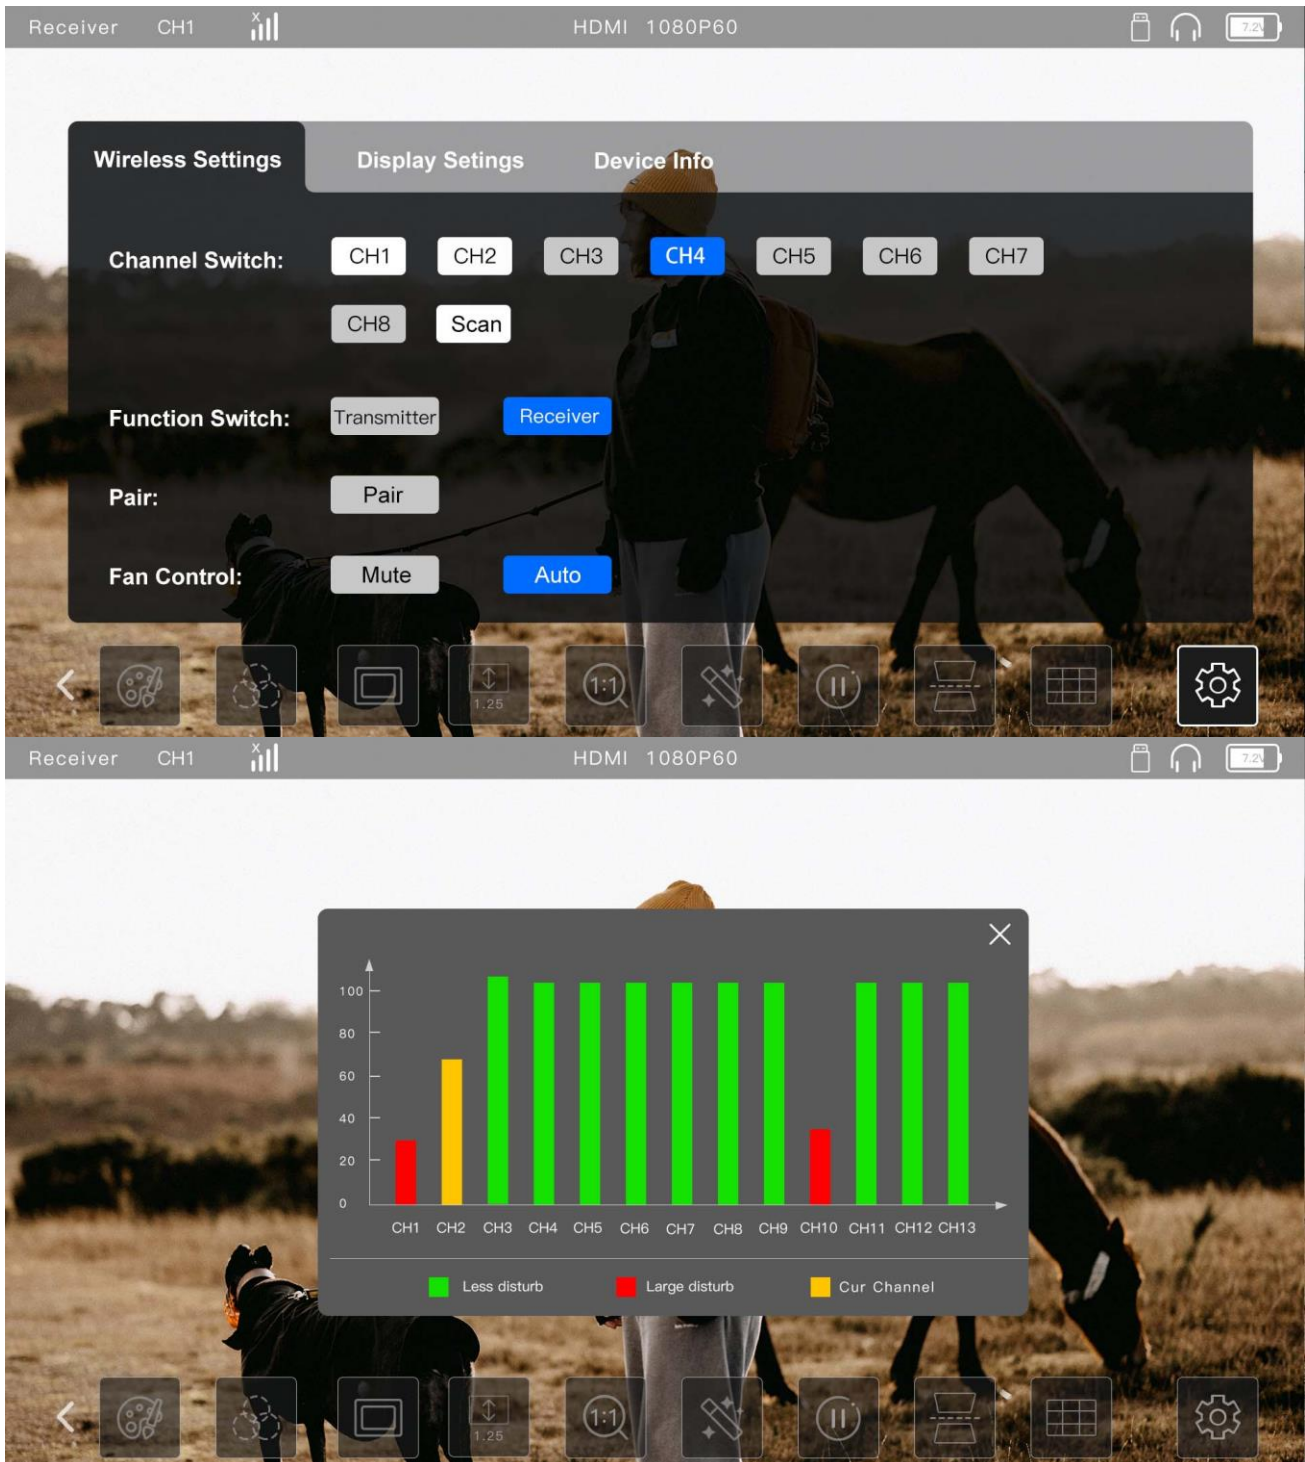 Receiver CH1 HDMI 1080P60 7.2V
Wireless Settings Display Setings Device Info
Channel Switch: CH1 CH2 CH3 CH4 CH5 CH6 CH7
CH8 Scan
Function Switch: Transmitter Receiver
Pair: Pair
Fan Control: Mute Auto
1.25 1:1
Receiver CH1 HDMI 1080P60 7.2V
100
80
60
40
20
0
CH1 CH2 CH3 CH4 CH5 CH6 CH7 CH8 CH9 CH10 CH11 CH12 CH13
Less disturb Large disturb Cur Channel
1.25 1:1